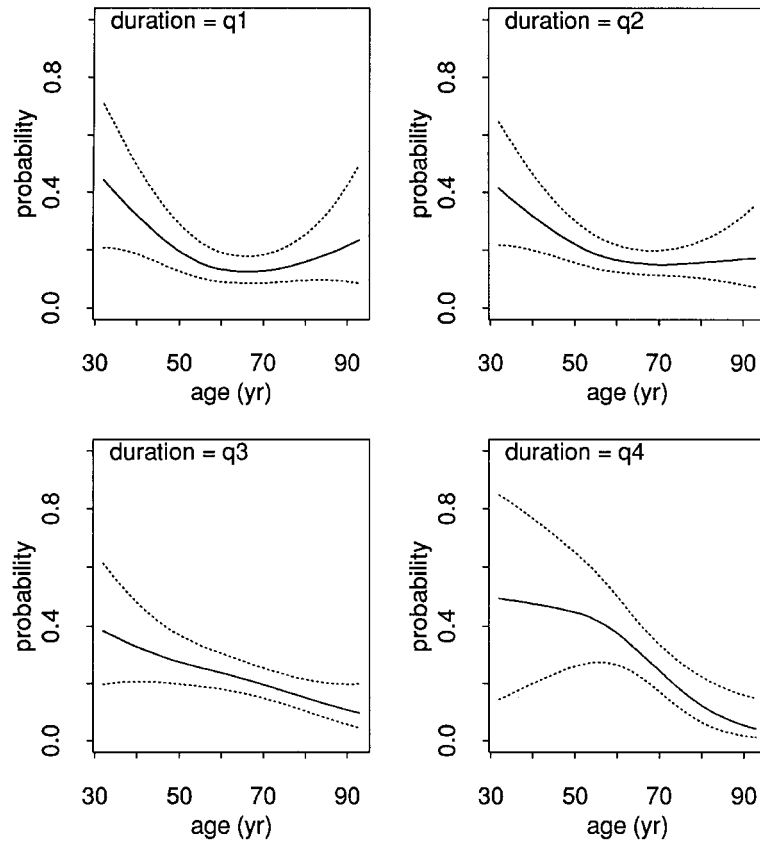 duration = q1
probability
0.8
0.4
0.0
30 50 70 90
age (yr)
duration = q2
probability
0.8
0.4
0.0
30 50 70 90
age (yr)
duration = q3
probability
0.8
0.4
0.0
30 50 70 90
age (yr)
duration = q4
probability
0.8
0.4
0.0
30 50 70 90
age (yr)